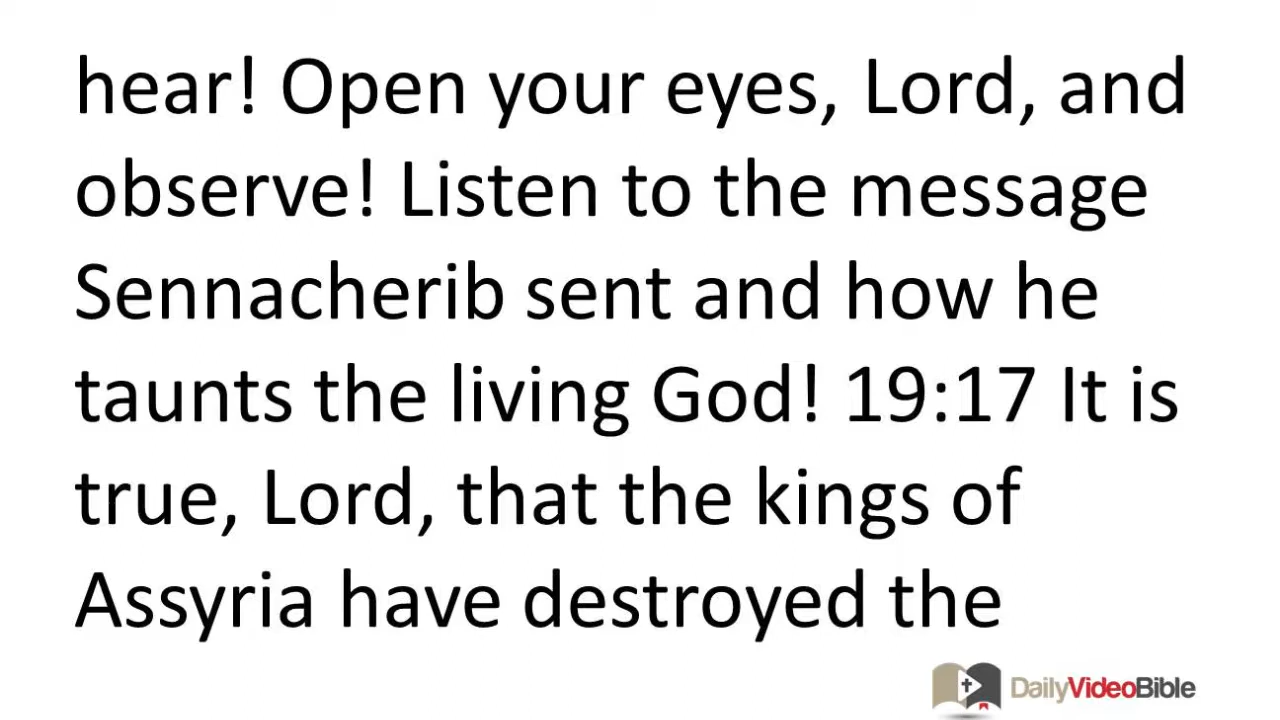 hear! Open your eyes, Lord, and
observe! Listen to the message
Sennacherib sent and how he
taunts the living God! 19:17 It is
true, Lord, that the kings of
Assyria have destroyed the
DailyVideoBible